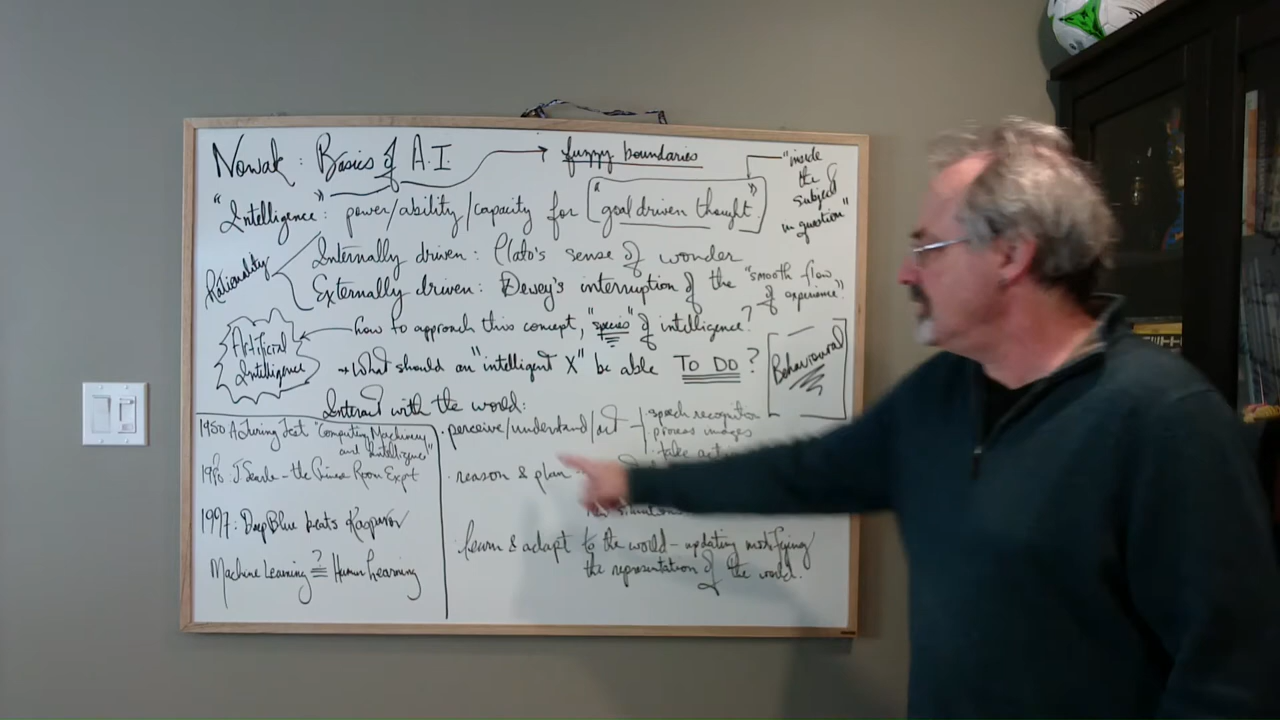 Nowak: Basics of A.I.
fuzzy boundaries
"inside
the
subject
in question"
"Intelligence": power/ability/capacity for "goal driven thought"
Rationality
Internally driven: Plato's sense of wonder
Externally driven: Dewey's interruption of the "smooth flow
of experience".
Artificial
Intelligence
how to approach this concept, "species" of intelligence?
What should an "intelligent X" be able TO DO?
Behavioural
Interact with the world:
· perceive/understand/act
speech recognition
process images
take acti
· reason & plan
new situations
· learn & adapt to the world - updating modifying
the representation of the world.
1950 A Turing Test "Computing Machinery
and Intelligence"
J Searle - the Chinese Room Expt
1997: Deep Blue beats Kasparov
Machine Learning ?= Human Learning